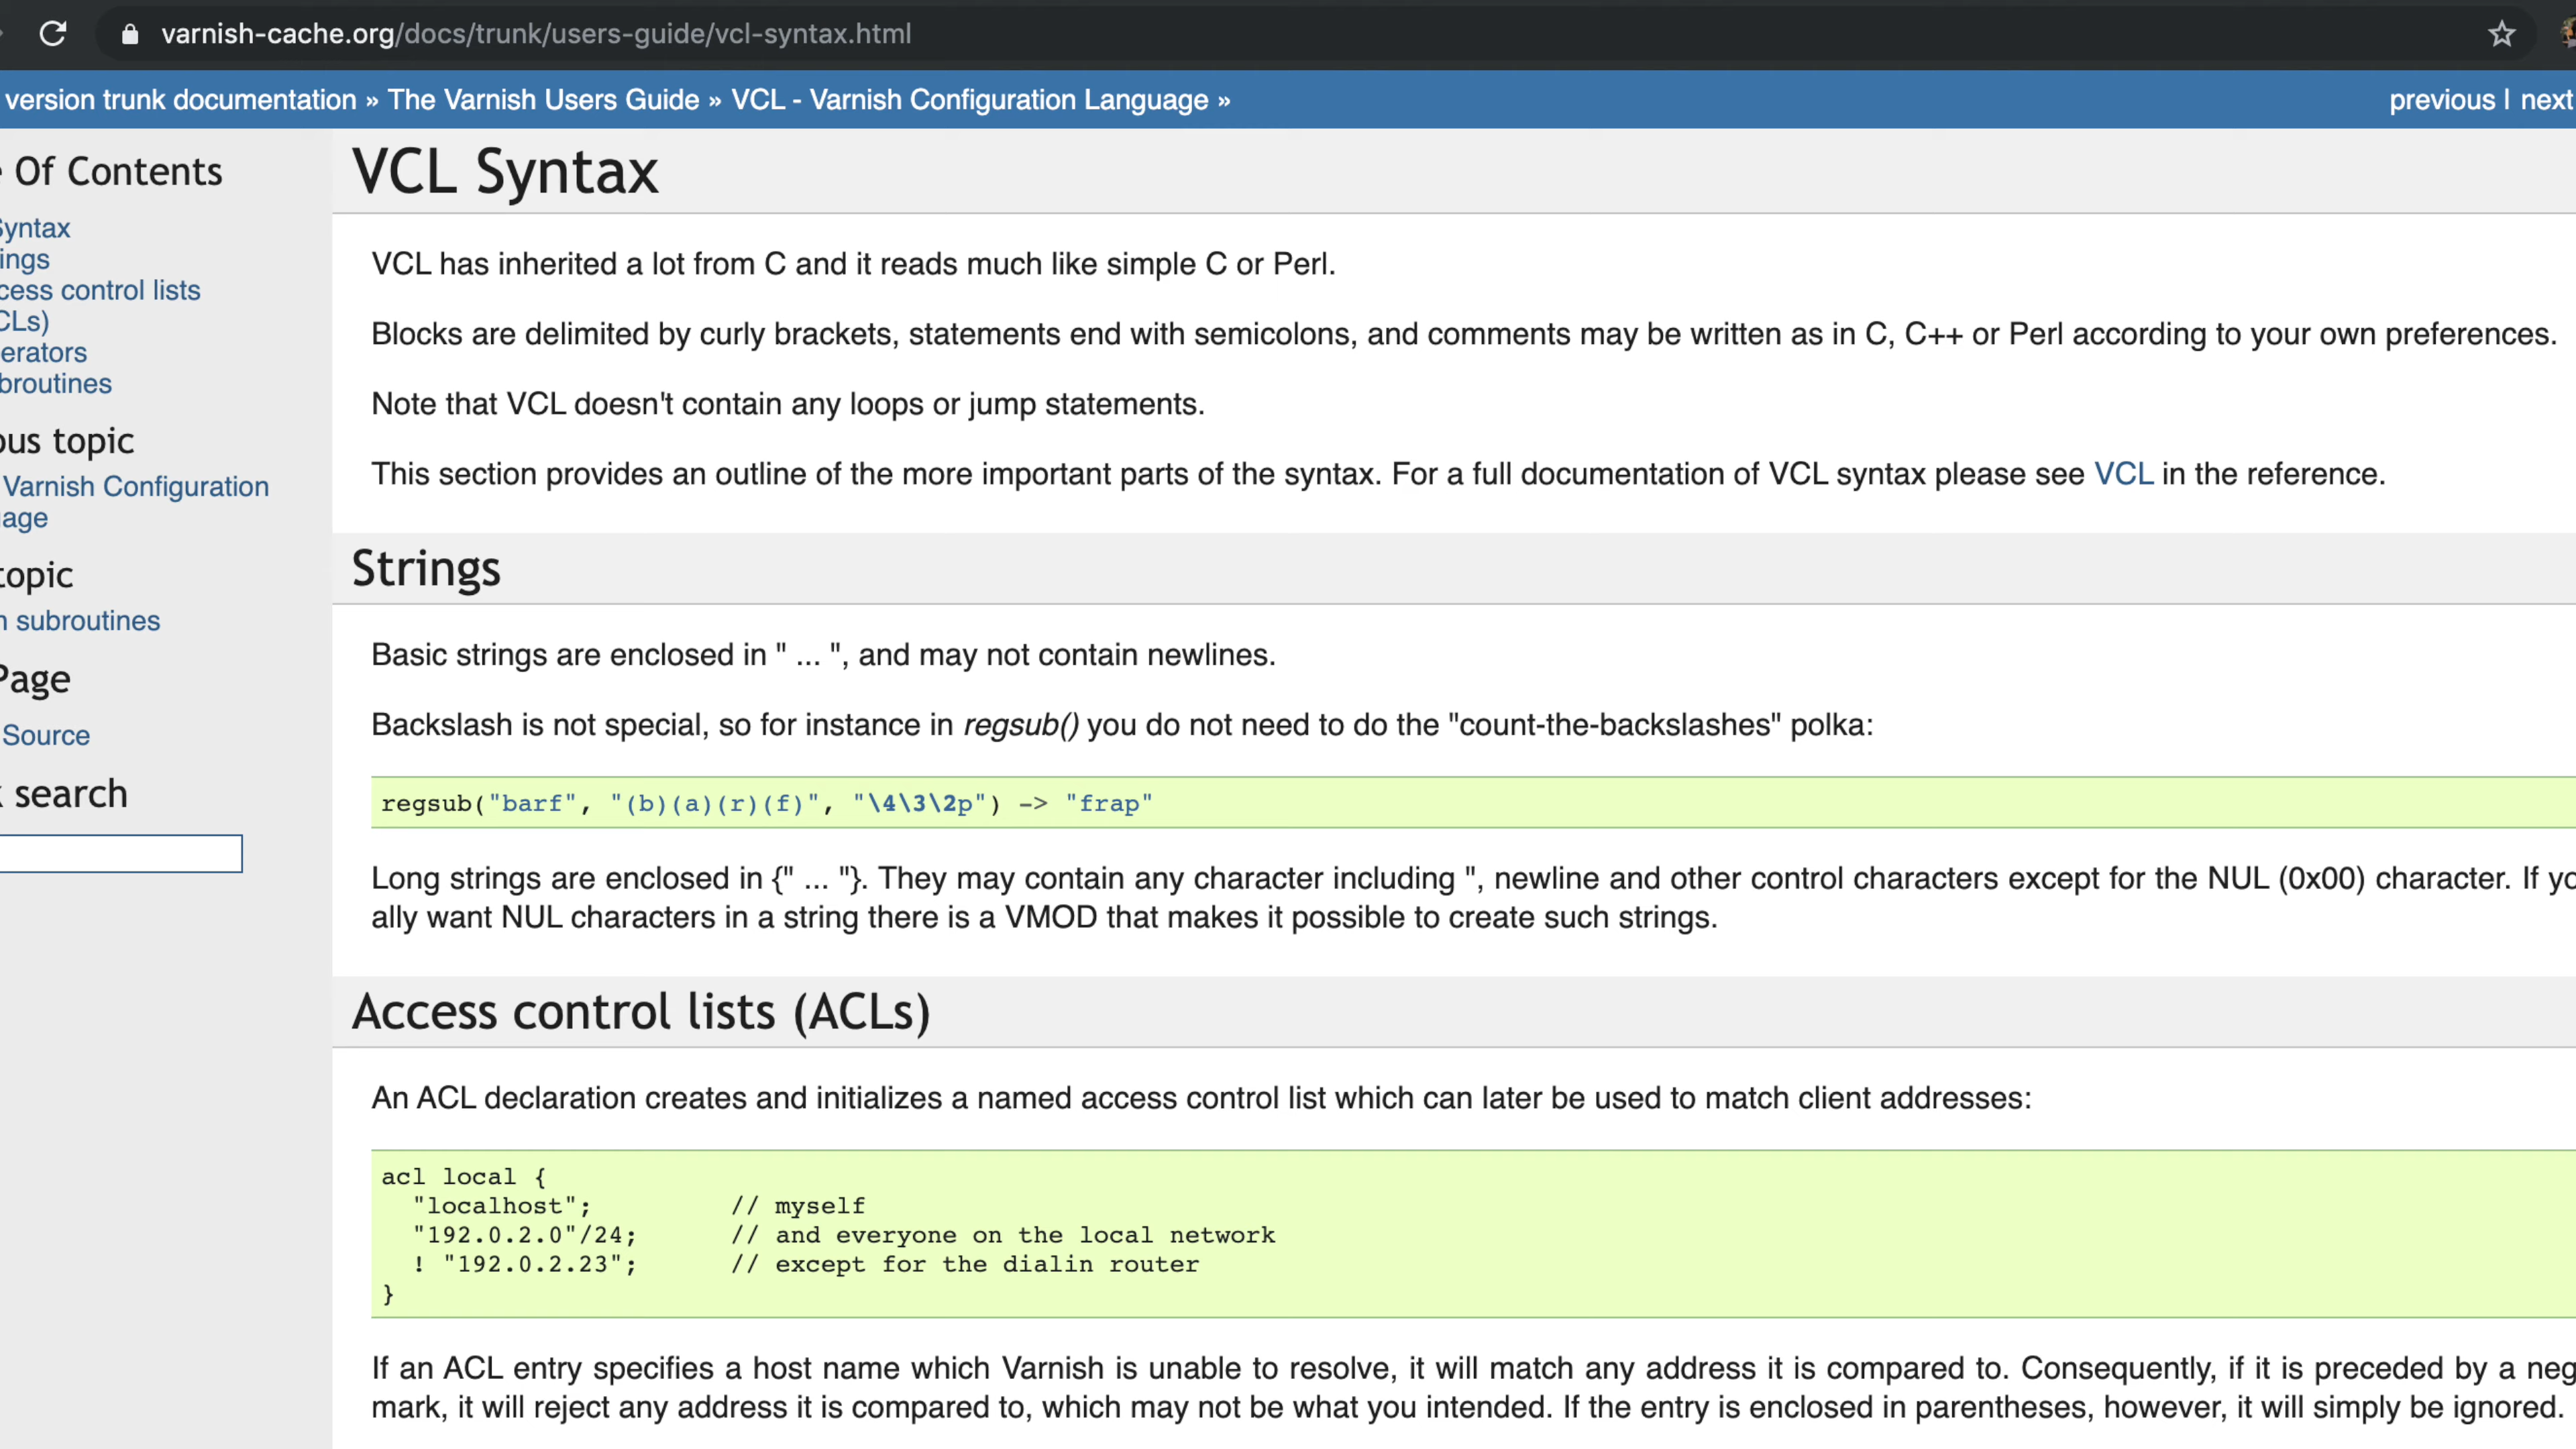 varnish-cache.org/docs/trunk/users-guide/vcl-syntax.html
version trunk documentation » The Varnish Users Guide » VCL - Varnish Configuration Language »
previous | next
Of Contents
Syntax
ings
cess control lists
CLs)
erators
broutines
ous topic
Varnish Configuration
age
topic
n subroutines
Page
Source
search
VCL Syntax
VCL has inherited a lot from C and it reads much like simple C or Perl.
Blocks are delimited by curly brackets, statements end with semicolons, and comments may be written as in C, C++ or Perl according to your own preferences.
Note that VCL doesn't contain any loops or jump statements.
This section provides an outline of the more important parts of the syntax. For a full documentation of VCL syntax please see VCL in the reference.
Strings
Basic strings are enclosed in " ... ", and may not contain newlines.
Backslash is not special, so for instance in regsub() you do not need to do the "count-the-backslashes" polka:
regsub("barf", "(b)(a)(r)(f)", "\4\3\2p") -> "frap"
Long strings are enclosed in {" ... "}. They may contain any character including ", newline and other control characters except for the NUL (0x00) character. If yo
ally want NUL characters in a string there is a VMOD that makes it possible to create such strings.
Access control lists (ACLs)
An ACL declaration creates and initializes a named access control list which can later be used to match client addresses:
acl local {
"localhost"; // myself
"192.0.2.0"/24; // and everyone on the local network
! "192.0.2.23"; // except for the dialin router
}
If an ACL entry specifies a host name which Varnish is unable to resolve, it will match any address it is compared to. Consequently, if it is preceded by a neg
mark, it will reject any address it is compared to, which may not be what you intended. If the entry is enclosed in parentheses, however, it will simply be ignored.